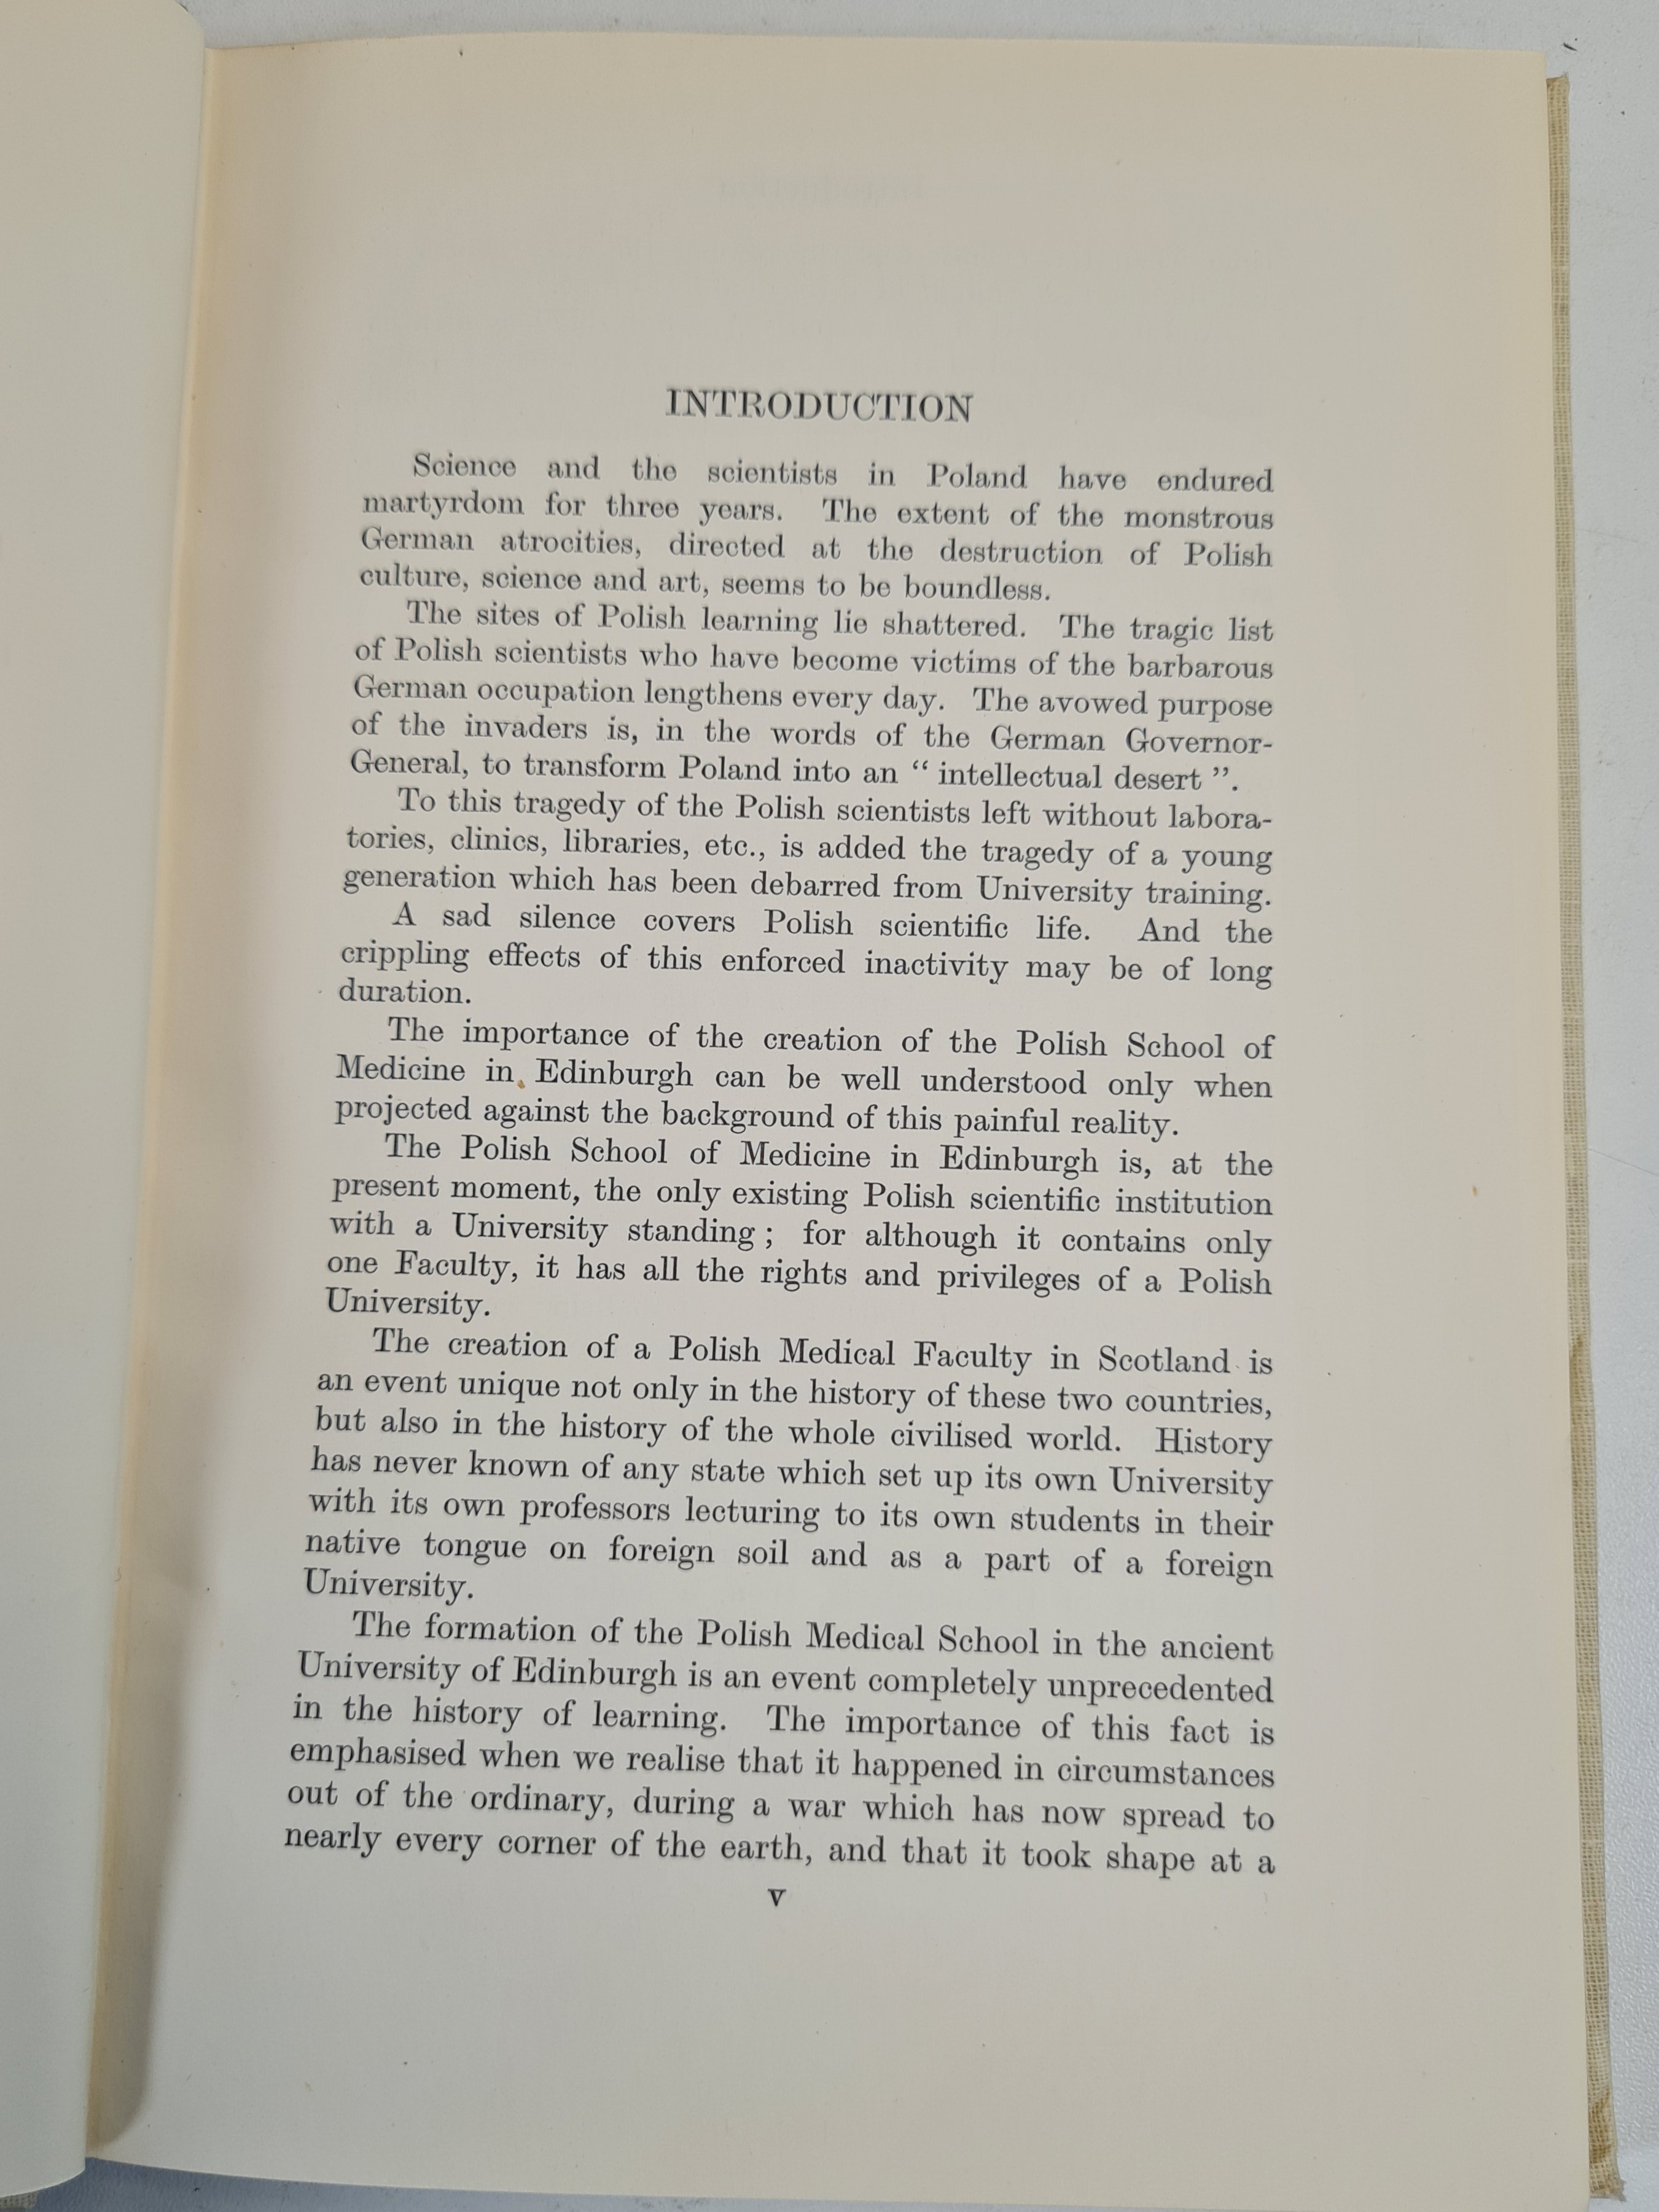 INTRODUCTION
Science and the scientists in Poland have endured
martyrdom for three years. The extent of the monstrous
German atrocities, directed at the destruction of Polish
culture, science and art, seems to be boundless.
The sites of Polish learning lie shattered. The tragic list
of Polish scientists who have become victims of the barbarous
German occupation lengthens every day. The avowed purpose
of the invaders is, in the words of the German Governor-
General, to transform Poland into an “ intellectual desert ”.
To this tragedy of the Polish scientists left without labora-
tories, clinics, libraries, etc., is added the tragedy of a young
generation which has been debarred from University training.
A sad silence covers Polish scientific life. And the
crippling effects of this enforced inactivity may be of long
duration.
The importance of the creation of the Polish School of
Medicine in Edinburgh can be well understood only when
projected against the background of this painful reality.
The Polish School of Medicine in Edinburgh is, at the
present moment, the only existing Polish scientific institution
with a University standing ; for although it contains only
one Faculty, it has all the rights and privileges of a Polish
University.
The creation of a Polish Medical Faculty in Scotland is
an event unique not only in the history of these two countries,
but also in the history of the whole civilised world. History
has never known of any state which set up its own University
with its own professors lecturing to its own students in their
native tongue on foreign soil and as a part of a foreign
University.
The formation of the Polish Medical School in the ancient
University of Edinburgh is an event completely unprecedented
in the history of learning. The importance of this fact is
emphasised when we realise that it happened in circumstances
out of the ordinary, during a war which has now spread to
nearly every corner of the earth, and that it took shape at a
v